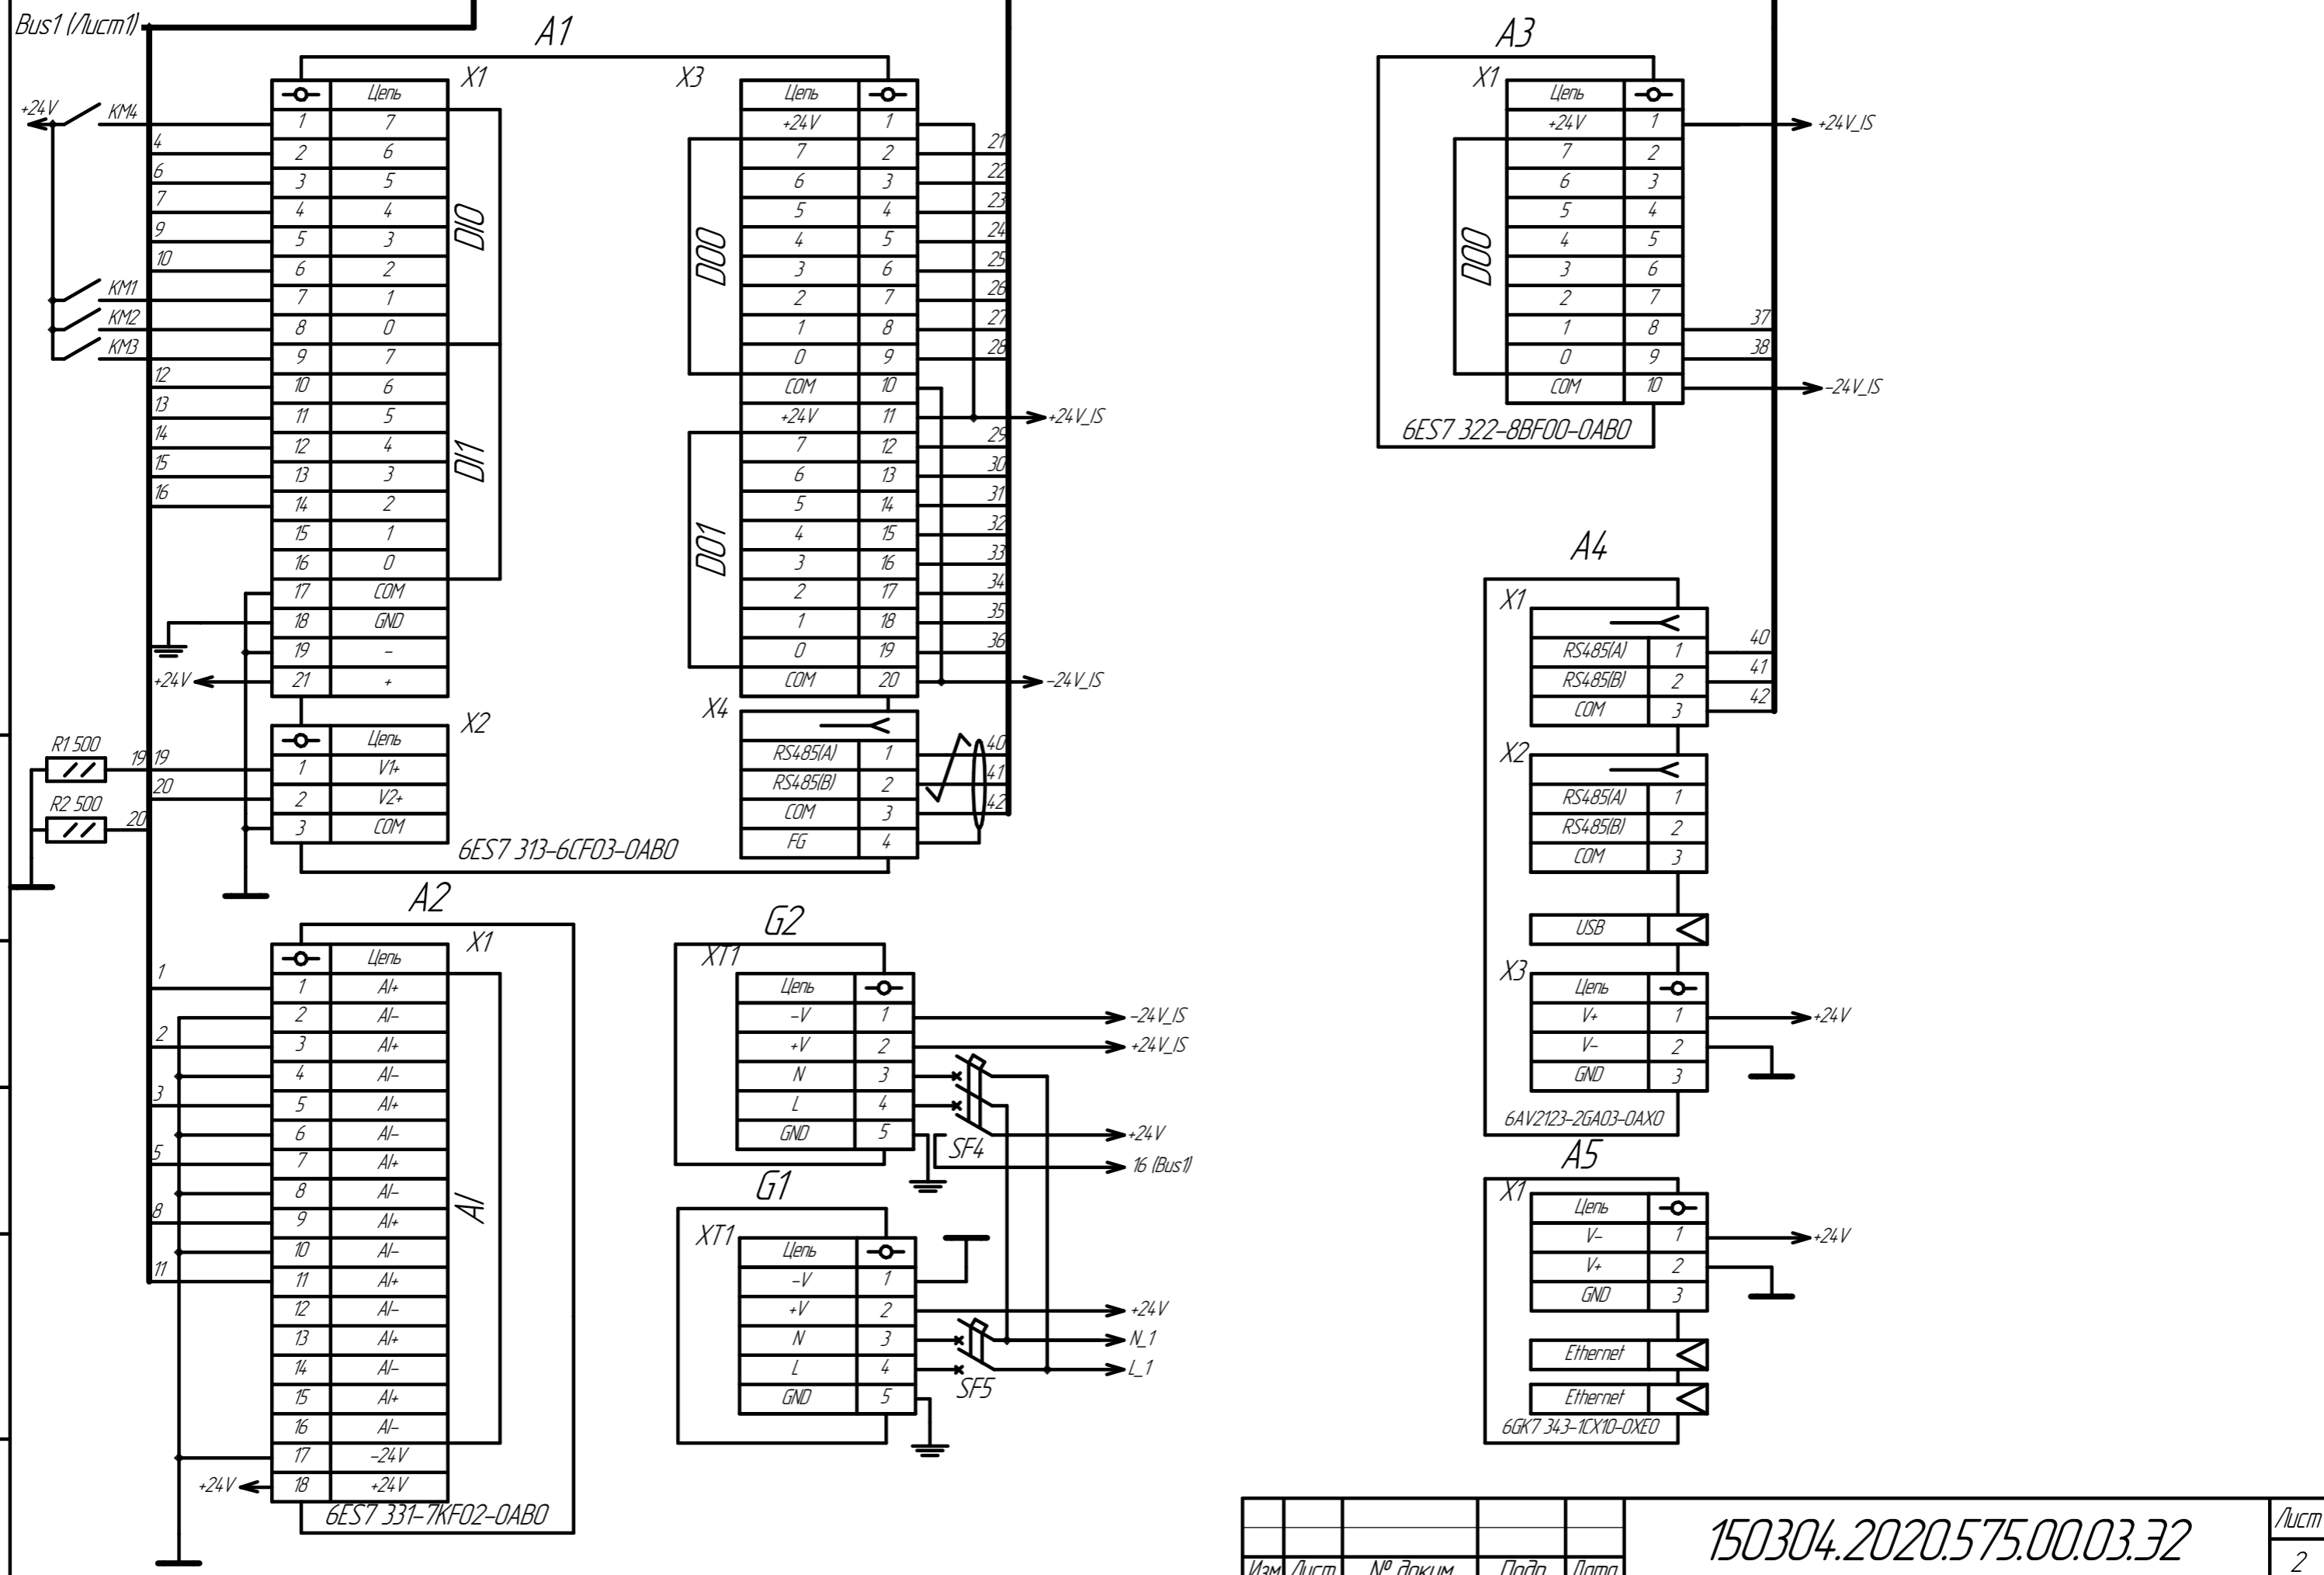 Bus1 (Лист1)
A1
X1
Цепь
1 7
2 6
3 5
4 4
5 3
6 2
7 1
8 0
9 7
10 6
11 5
12 4
13 3
14 2
15 1
16 0
17 COM
18 GND
19 -
21 +
DI0
DI1
+24V
KM4
4
6
7
9
10
KM1
KM2
KM3
12
13
14
15
16
+24V
X2
Цепь
1 V1+
2 V2+
3 COM
R1 500
19 19
20
R2 500
20
6ES7 313-6CF03-0AB0
X3
Цепь
+24V 1
7 2
6 3
5 4
4 5
3 6
2 7
1 8
0 9
COM 10
+24V 11
7 12
6 13
5 14
4 15
3 16
2 17
1 18
0 19
COM 20
DO0
DO1
21
22
23
24
25
26
27
28
+24V_IS
29
30
31
32
33
34
35
36
-24V_IS
X4
RS485(A) 1
RS485(B) 2
COM 3
FG 4
40
41
42
A2
X1
Цепь
1 AI+
2 AI-
3 AI+
4 AI-
5 AI+
6 AI-
7 AI+
8 AI-
9 AI+
10 AI-
11 AI+
12 AI-
13 AI+
14 AI-
15 AI+
16 AI-
17 -24V
18 +24V
AI
1
2
3
5
8
11
+24V
6ES7 331-7KF02-0AB0
G2
XT1
Цепь
-V 1
+V 2
N 3
L 4
GND 5
-24V_IS
+24V_IS
SF4
+24V
16 (Bus1)
G1
XT1
Цепь
-V 1
+V 2
N 3
L 4
GND 5
+24V
N_1
L_1
SF5
A3
X1
Цепь
+24V 1
7 2
6 3
5 4
4 5
3 6
2 7
1 8
0 9
COM 10
DO0
+24V_IS
37
38
-24V_IS
6ES7 322-8BF00-0AB0
A4
X1
RS485(A) 1
RS485(B) 2
COM 3
40
41
42
X2
RS485(A) 1
RS485(B) 2
COM 3
USB
X3
Цепь
V+ 1
V- 2
GND 3
+24V
6AV2123-2GA03-0AX0
A5
X1
Цепь
V- 1
V+ 2
GND 3
+24V
Ethernet
Ethernet
6GK7 343-1CX10-0XE0
150304.2020.575.00.03.Э2
Лист
2
Изм Лист № докум. Подп. Дата